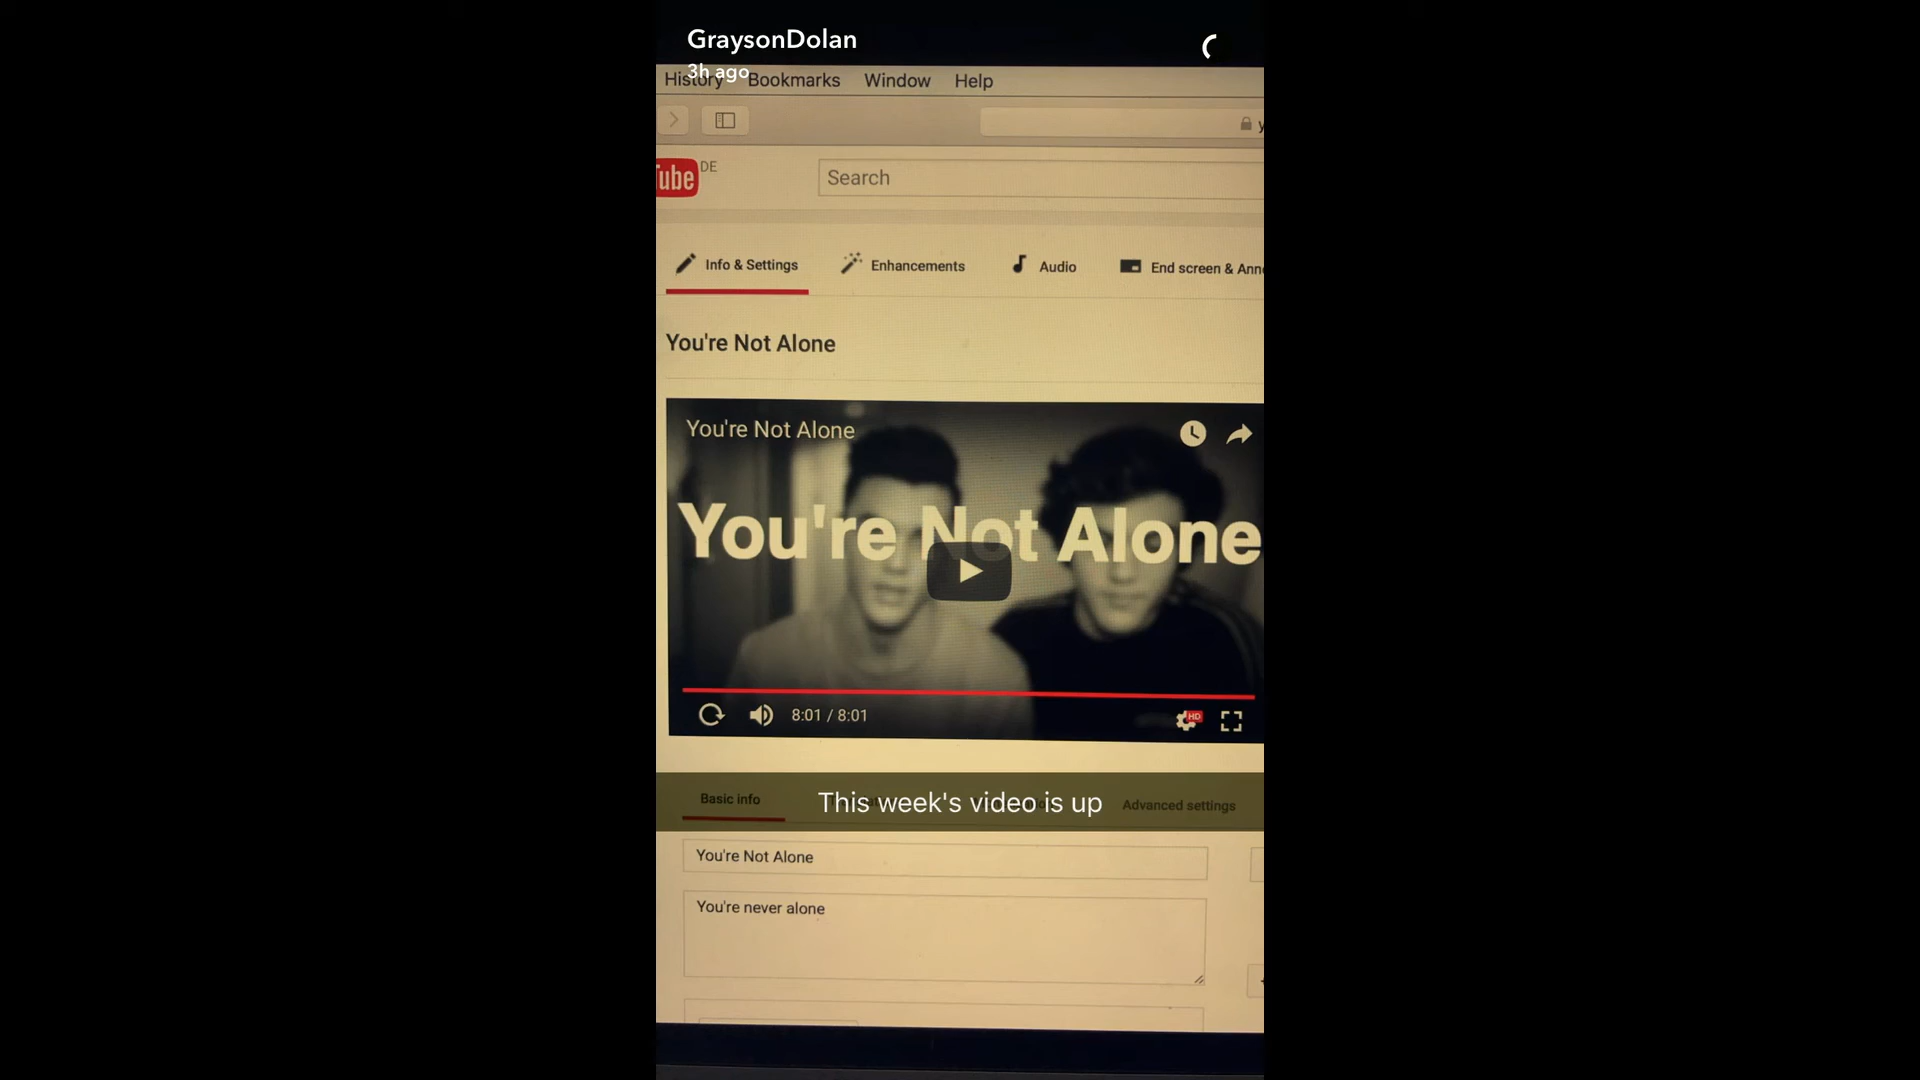 GraysonDolan
3h ago
History Bookmarks Window Help
Tube DE
Search
Info & Settings Enhancements Audio End screen & Ann
You're Not Alone
You're Not Alone
You're Not Alone
8:01 / 8:01
HD
This week's video is up
Basic info Advanced settings
You're Not Alone
You're never alone